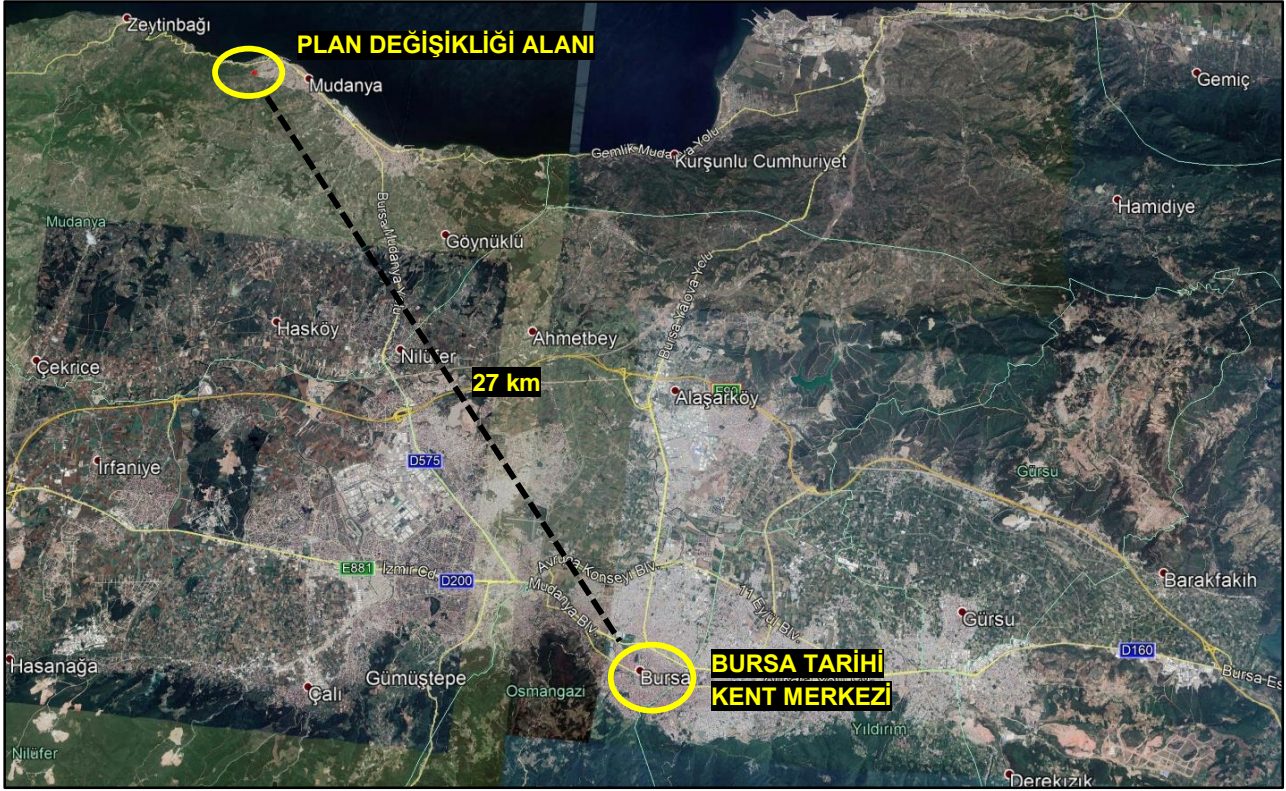 Zeytinbağı
PLAN DEĞİŞİKLİĞİ ALANI
Mudanya
Gemiç
Gemlik Mudanya Yolu
Kurşunlu Cumhuriyet
Hamidiye
Mudanya
Bursa Mudanya Yolu
Göynüklü
Bursa Yalova Yolu
Hasköy
Ahmetbey
Nilüfer
Çekrice
27 km
E90
Alaşarköy
İrfaniye
D575
Gürsu
E881
İzmir Cd.
D200
Avrupa Konseyi Blv.
Mudanya Blv.
11 Eylül Blv.
Barakfakih
Gürsu
D160
Hasanağa
Çalı
Gümüştepe
Osmangazi
Bursa
BURSA TARİHİ
KENT MERKEZİ
Bursa-Es
Yıldırım
Nilüfer
Derekızık